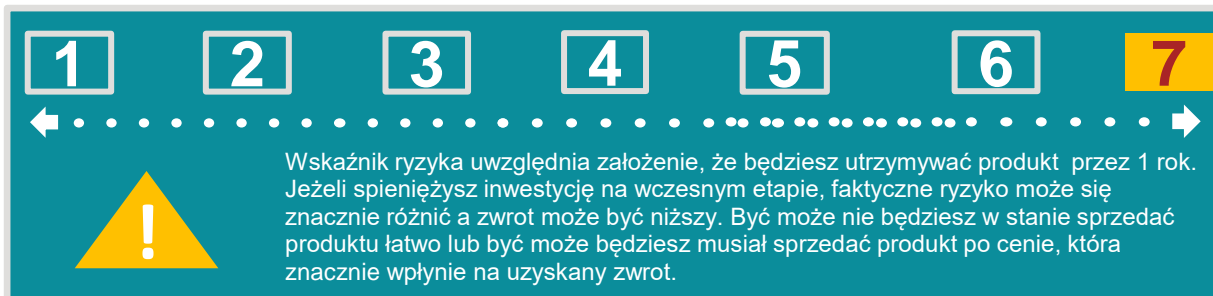 1 2 3 4 5 6 7
Wskaźnik ryzyka uwzględnia założenie, że będziesz utrzymywać produkt przez 1 rok.
Jeżeli spieniężysz inwestycję na wczesnym etapie, faktyczne ryzyko może się
znacznie różnić a zwrot może być niższy. Być może nie będziesz w stanie sprzedać
produktu łatwo lub być może będziesz musiał sprzedać produkt po cenie, która
znacznie wpłynie na uzyskany zwrot.
!